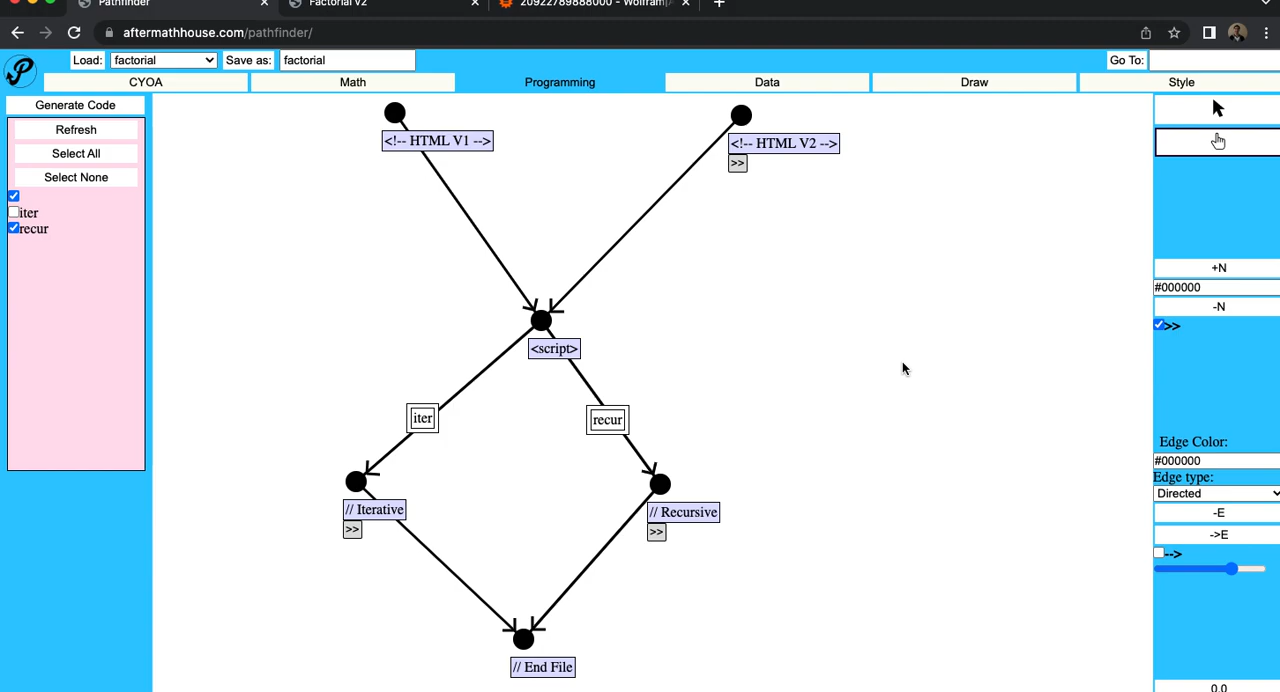 Pathfinder × Factorial V2 × 20922789888000 - Wolfram|A × +
aftermathhouse.com/pathfinder/
Load: factorial Save as: factorial Go To:
CYOA Math Programming Data Draw Style
Generate Code
Refresh
Select All
Select None
iter
recur
<!-- HTML V1 -->
<!-- HTML V2 -->
>>
<script>
iter
recur
// Iterative
>>
// Recursive
>>
// End File
+N
#000000
-N
>>
Edge Color:
#000000
Edge type:
Directed
-E
->E
-->
0.0